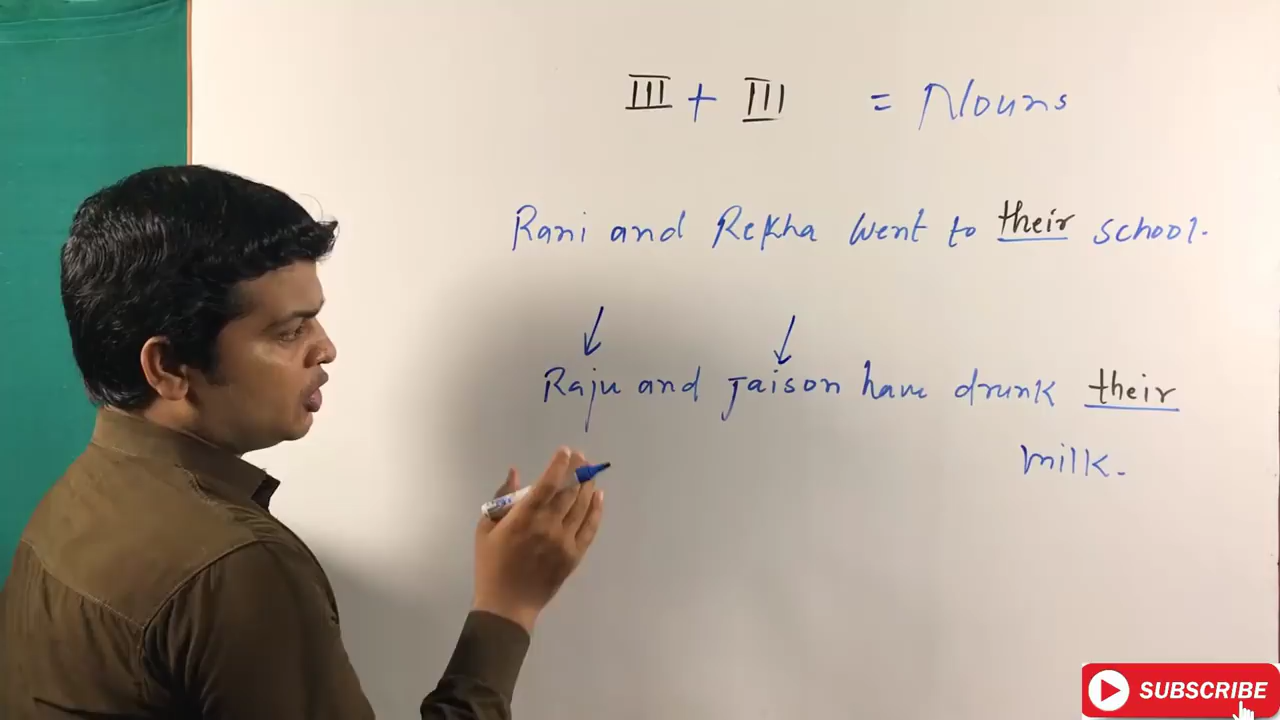 III + III = Nouns
Rani and Rekha went to their school.
Raju and Jaison have drunk their
milk.
SUBSCRIBE